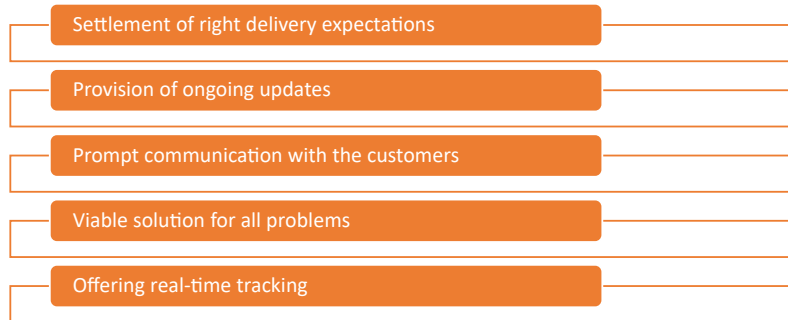 Settlement of right delivery expectations
Provision of ongoing updates
Prompt communication with the customers
Viable solution for all problems
Offering real-time tracking